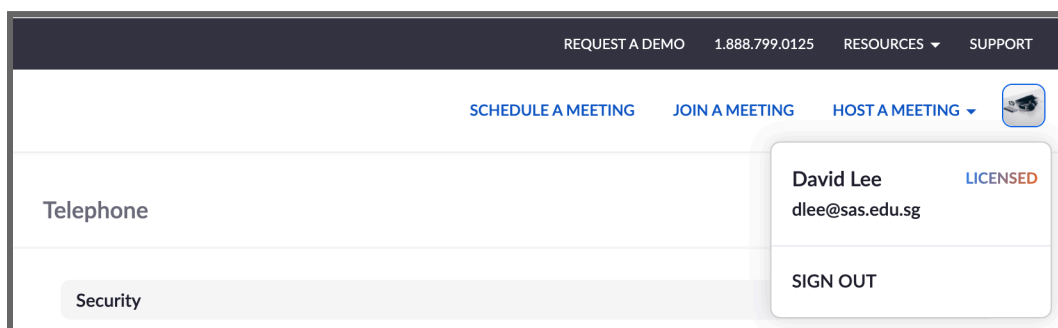 REQUEST A DEMO 1.888.799.0125 RESOURCES SUPPORT
SCHEDULE A MEETING JOIN A MEETING HOST A MEETING
David Lee LICENSED
dlee@sas.edu.sg
Telephone
SIGN OUT
Security